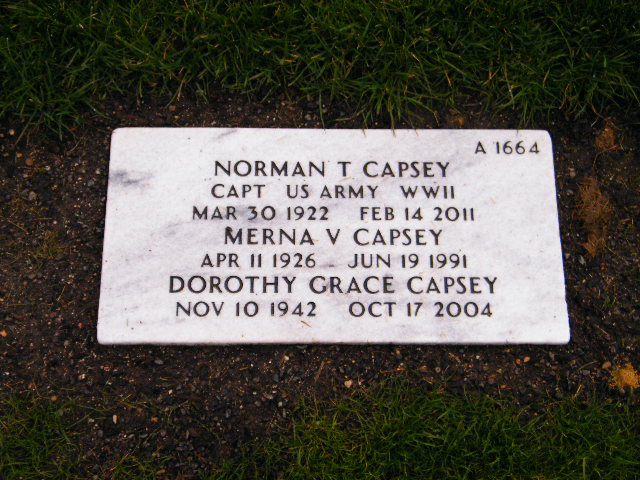 A 1664
NORMAN T CAPSEY
CAPT US ARMY WWII
MAR 30 1922 FEB 14 2011
MERNA V CAPSEY
APR 11 1926 JUN 19 1991
DOROTHY GRACE CAPSEY
NOV 10 1942 OCT 17 2004